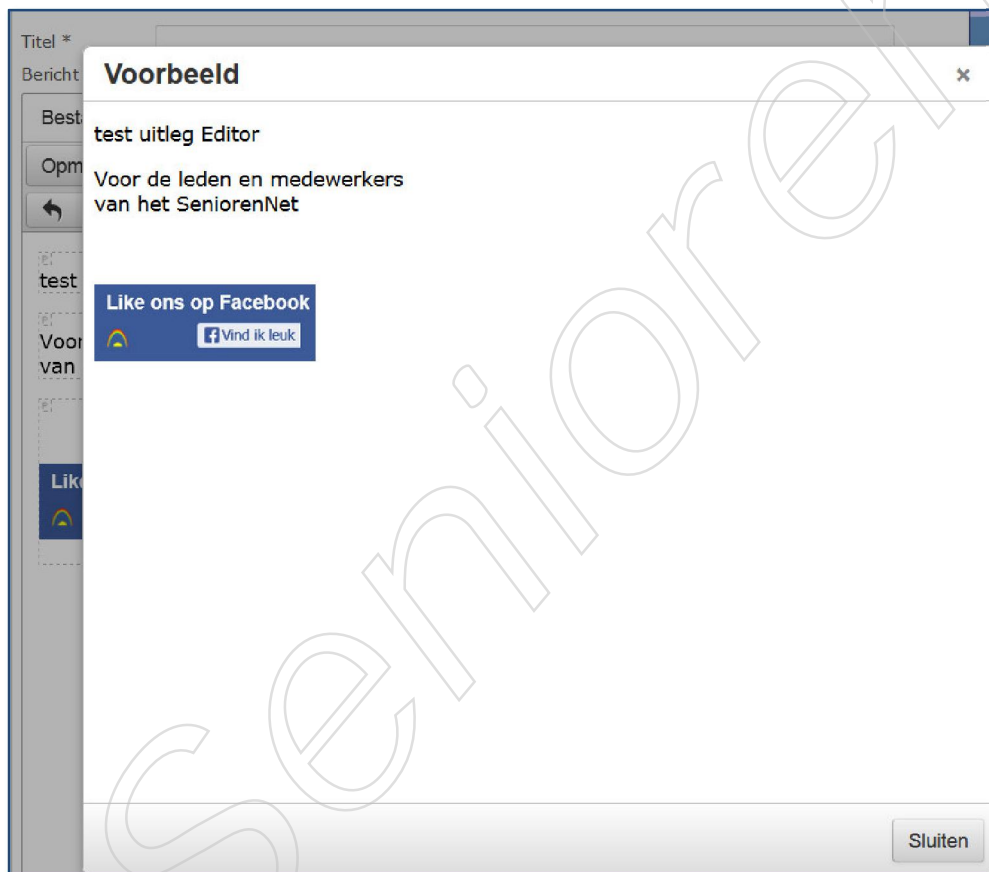 Titel *
Bericht
Voorbeeld
×
Best
Opm
test uitleg Editor
Voor de leden en medewerkers
van het SeniorenNet
test
Voor
van
Like ons op Facebook
Vind ik leuk
Like
Sluiten
Senioren